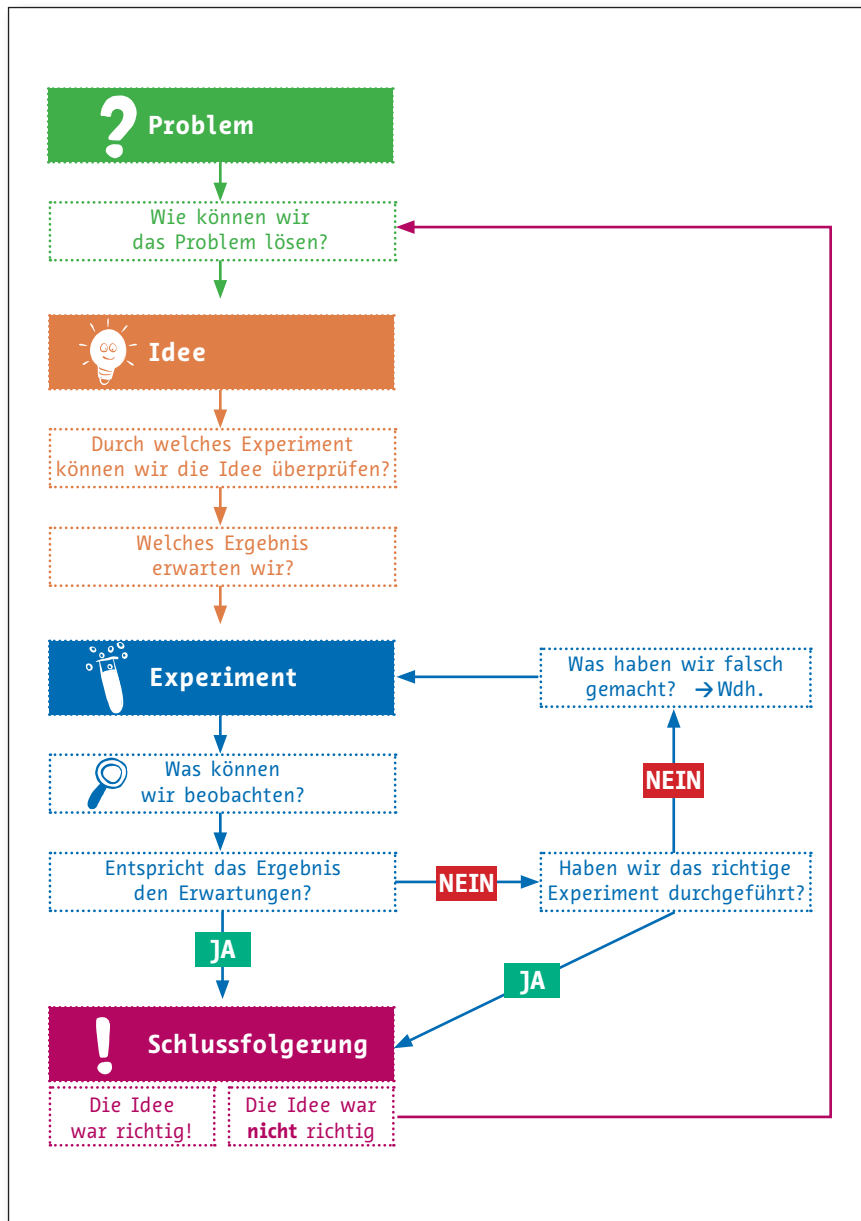 ?
Problem
Wie können wir
das Problem lösen?
Idee
Durch welches Experiment
können wir die Idee überprüfen?
Welches Ergebnis
erwarten wir?
Experiment
Was haben wir falsch
gemacht? → Wdh.
Was können
wir beobachten?
NEIN
Entspricht das Ergebnis
den Erwartungen?
NEIN
Haben wir das richtige
Experiment durchgeführt?
JA
JA
!
Schlussfolgerung
Die Idee
war richtig!
Die Idee war
nicht richtig